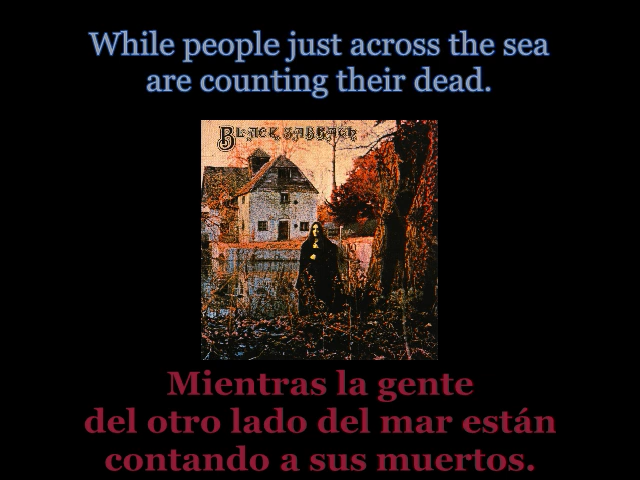 While people just across the sea
are counting their dead.
Black Sabbath
Mientras la gente
del otro lado del mar están
contando a sus muertos.